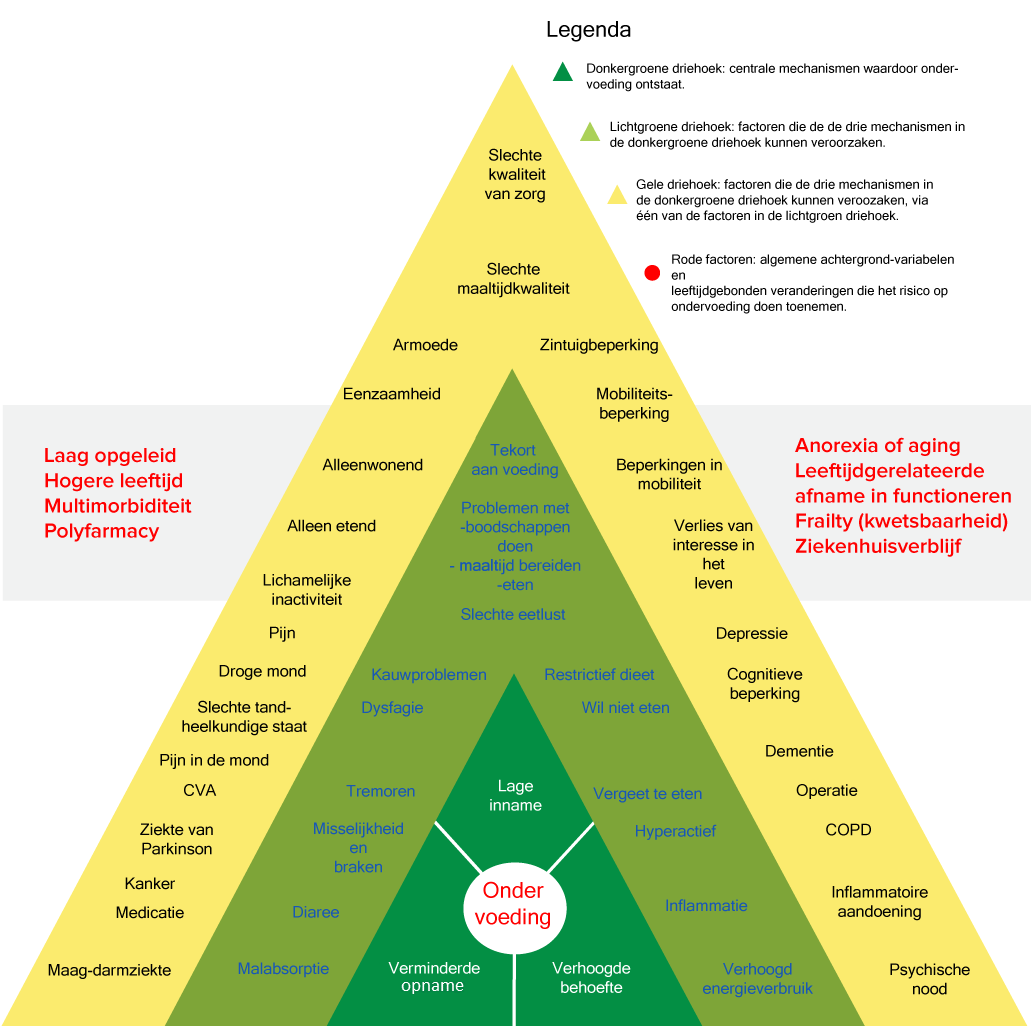 Legenda
Donkergroene driehoek: centrale mechanismen waardoor onder-
voeding ontstaat.
Lichtgroene driehoek: factoren die de de drie mechanismen in
de donkergroene driehoek kunnen veroorzaken.
Gele driehoek: factoren die de drie mechanismen in
de donkergroene driehoek kunnen veroozaken, via
één van de factoren in de lichtgroen driehoek.
Rode factoren: algemene achtergrond-variabelen
en
leeftijdgebonden veranderingen die het risico op
ondervoeding doen toenemen.
Slechte
kwaliteit
van zorg
Slechte
maaltijdkwaliteit
Armoede
Zintuigbeperking
Eenzaamheid
Mobiliteits-
beperking
Alleenwonend
Beperkingen in
mobiliteit
Alleen etend
Verlies van
interesse in
het
leven
Lichamelijke
inactiviteit
Pijn
Depressie
Droge mond
Cognitieve
beperking
Slechte tand-
heelkundige staat
Pijn in de mond
Dementie
CVA
Operatie
Ziekte van
Parkinson
COPD
Kanker
Medicatie
Inflammatoire
aandoening
Maag-darmziekte
Psychische
nood
Laag opgeleid
Hogere leeftijd
Multimorbiditeit
Polyfarmacy
Anorexia of aging
Leeftijdgerelateerde
afname in functioneren
Frailty (kwetsbaarheid)
Ziekenhuisverblijf
Tekort
aan voeding
Problemen met
-boodschappen
doen
- maaltijd bereiden
-eten
Slechte eetlust
Kauwproblemen
Restrictief dieet
Dysfagie
Wil niet eten
Tremoren
Vergeet te eten
Misselijkheid
en
braken
Hyperactief
Diaree
Inflammatie
Malabsorptie
Verhoogd
energieverbruik
Lage
inname
Onder
voeding
Verminderde
opname
Verhoogde
behoefte